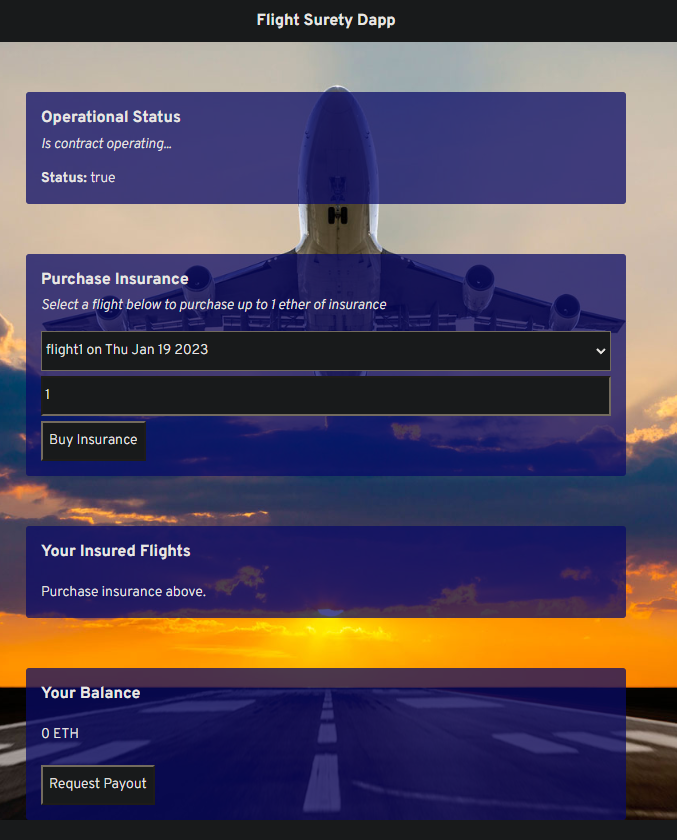 Flight Surety Dapp
Operational Status
Is contract operating...
Status: true
Purchase Insurance
Select a flight below to purchase up to 1 ether of insurance
flight1 on Thu Jan 19 2023
1
Buy Insurance
Your Insured Flights
Purchase insurance above.
Your Balance
0 ETH
Request Payout